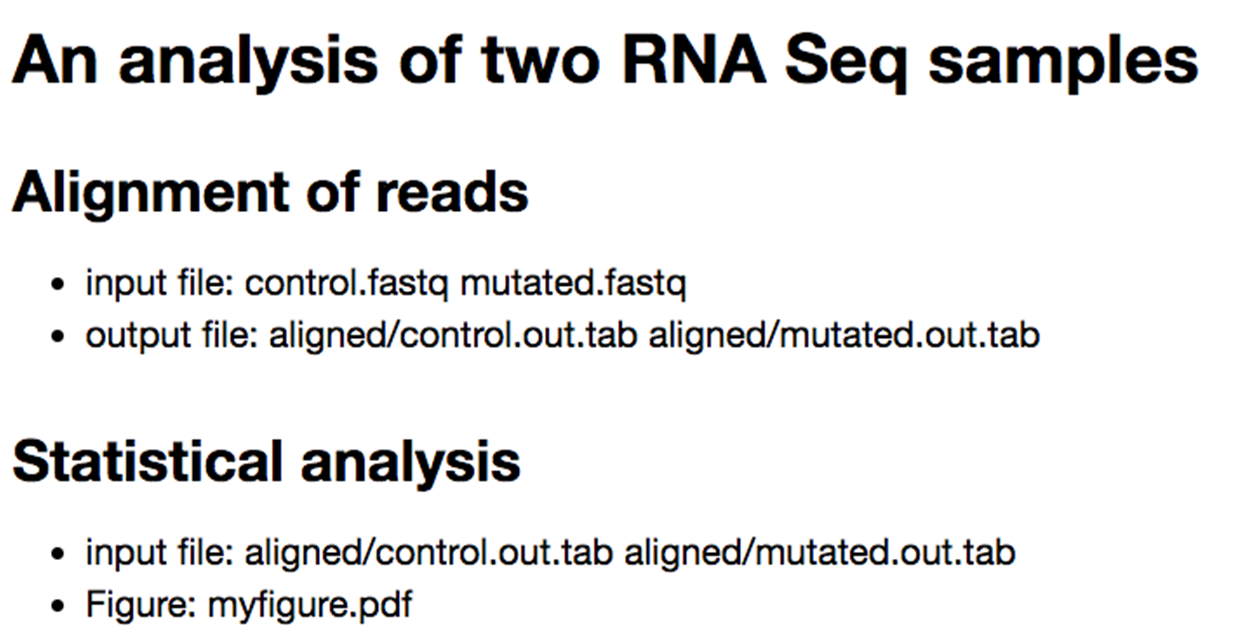 An analysis of two RNA Seq samples
Alignment of reads
• input file: control.fastq mutated.fastq
• output file: aligned/control.out.tab aligned/mutated.out.tab
Statistical analysis
• input file: aligned/control.out.tab aligned/mutated.out.tab
• Figure: myfigure.pdf